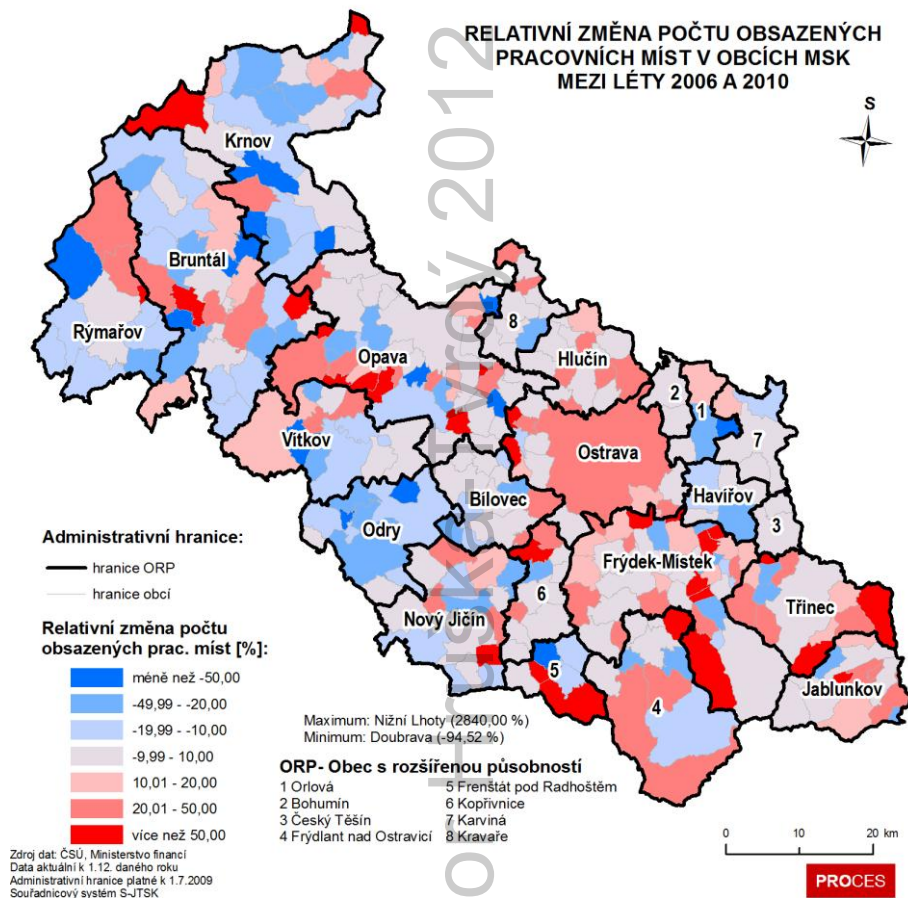 RELATIVNÍ ZMĚNA POČTU OBSAZENÝCH
PRACOVNÍCH MÍST V OBCÍCH MSK
MEZI LÉTY 2006 A 2010
S
Krnov
Bruntál
Rýmařov
8
Opava
Hlučín
2
1
7
Vítkov
Ostrava
Bílovec
Havířov
Odry
3
Frýdek-Místek
6
Třinec
Nový Jičín
5
4
Jablunkov
Administrativní hranice:
hranice ORP
hranice obcí
Relativní změna počtu
obsazených prac. míst [%]:
méně než -50,00
-49,99 - -20,00
-19,99 - -10,00
-9,99 - 10,00
10,01 - 20,00
20,01 - 50,00
více než 50,00
Maximum: Nižní Lhoty (2840,00 %)
Minimum: Doubrava (-94,52 %)
ORP- Obec s rozšířenou působností
1 Orlová
2 Bohumín
3 Český Těšín
4 Frýdlant nad Ostravicí
5 Frenštát pod Radhoštěm
6 Kopřivnice
7 Karviná
8 Kravaře
0 10 20 km
Zdroj dat: ČSÚ, Ministerstvo financí
Data aktuální k 1.12. daného roku
Administrativní hranice platné k 1.7.2009
Souřadnicový systém S-JTSK
PROCES
2012